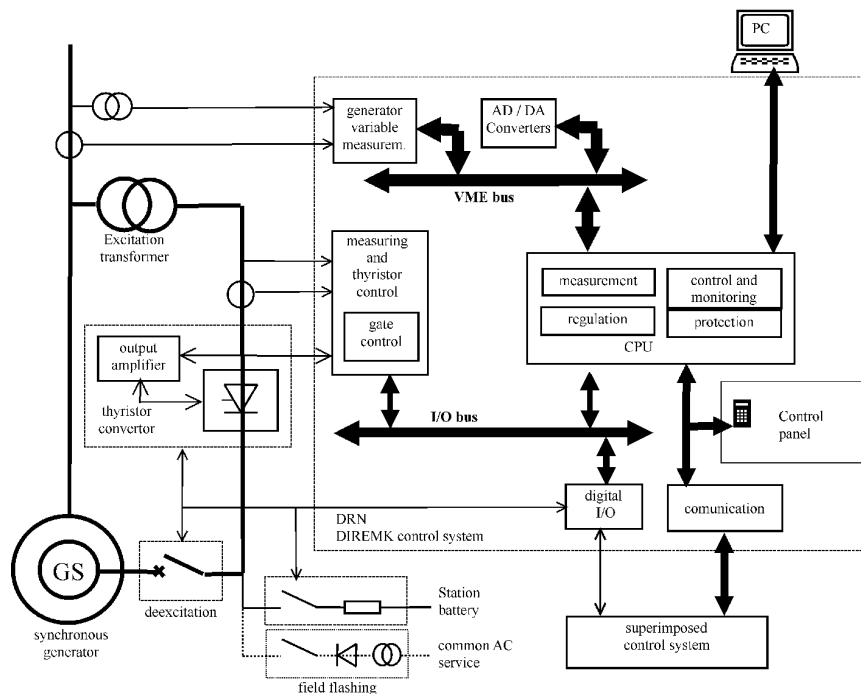 PC
generator
variable
measurem.
AD / DA
Converters
VME bus
Excitation
transformer
measuring
and
thyristor
control
gate
control
measurement
control and
monitoring
regulation
protection
CPU
output
amplifier
thyristor
convertor
I/O bus
Control
panel
digital
I/O
comunication
DRN
DIREMK control system
GS
synchronous
generator
deexcitation
Station
battery
common AC
service
field flashing
superimposed
control system